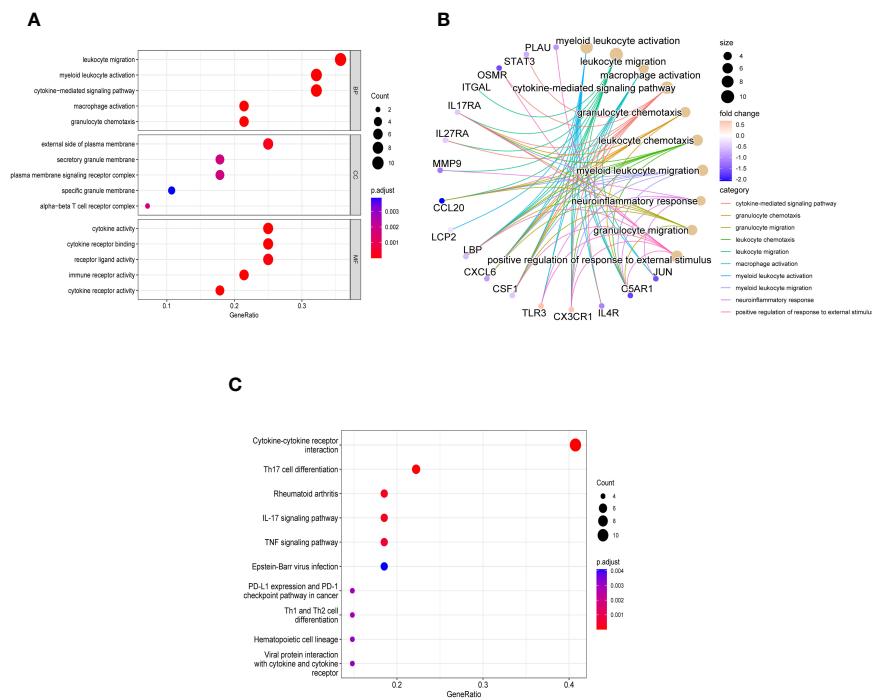 A
leukocyte migration
myeloid leukocyte activation
cytokine-mediated signaling pathway
macrophage activation
granulocyte chemotaxis
BP
external side of plasma membrane
secretory granule membrane
plasma membrane signaling receptor complex
specific granule membrane
alpha-beta T cell receptor complex
CC
cytokine activity
cytokine receptor binding
receptor ligand activity
immune receptor activity
cytokine receptor activity
MF
0.1 0.2 0.3
GeneRatio
Count
2
4
6
8
10
p.adjust
0.003
0.002
0.001
B
myeloid leukocyte activation
leukocyte migration
macrophage activation
cytokine-mediated signaling pathway
granulocyte chemotaxis
leukocyte chemotaxis
myeloid leukocyte migration
neuroinflammatory response
granulocyte migration
positive regulation of response to external stimulus
PLAU
STAT3
OSMR
ITGAL
IL17RA
IL27RA
MMP9
CCL20
LCP2
LBP
CXCL6
CSF1
TLR3
CX3CR1
IL4R
C5AR1
JUN
size
4
6
8
10
fold change
0.5
0.0
-0.5
-1.0
-1.5
-2.0
category
cytokine-mediated signaling pathway
granulocyte chemotaxis
granulocyte migration
leukocyte chemotaxis
leukocyte migration
macrophage activation
myeloid leukocyte activation
myeloid leukocyte migration
neuroinflammatory response
positive regulation of response to external stimulus
C
Cytokine-cytokine receptor
interaction
Th17 cell differentiation
Rheumatoid arthritis
IL-17 signaling pathway
TNF signaling pathway
Epstein-Barr virus infection
PD-L1 expression and PD-1
checkpoint pathway in cancer
Th1 and Th2 cell
differentiation
Hematopoietic cell lineage
Viral protein interaction
with cytokine and cytokine
receptor
0.2 0.3 0.4
GeneRatio
Count
4
6
8
10
p.adjust
0.004
0.003
0.002
0.001